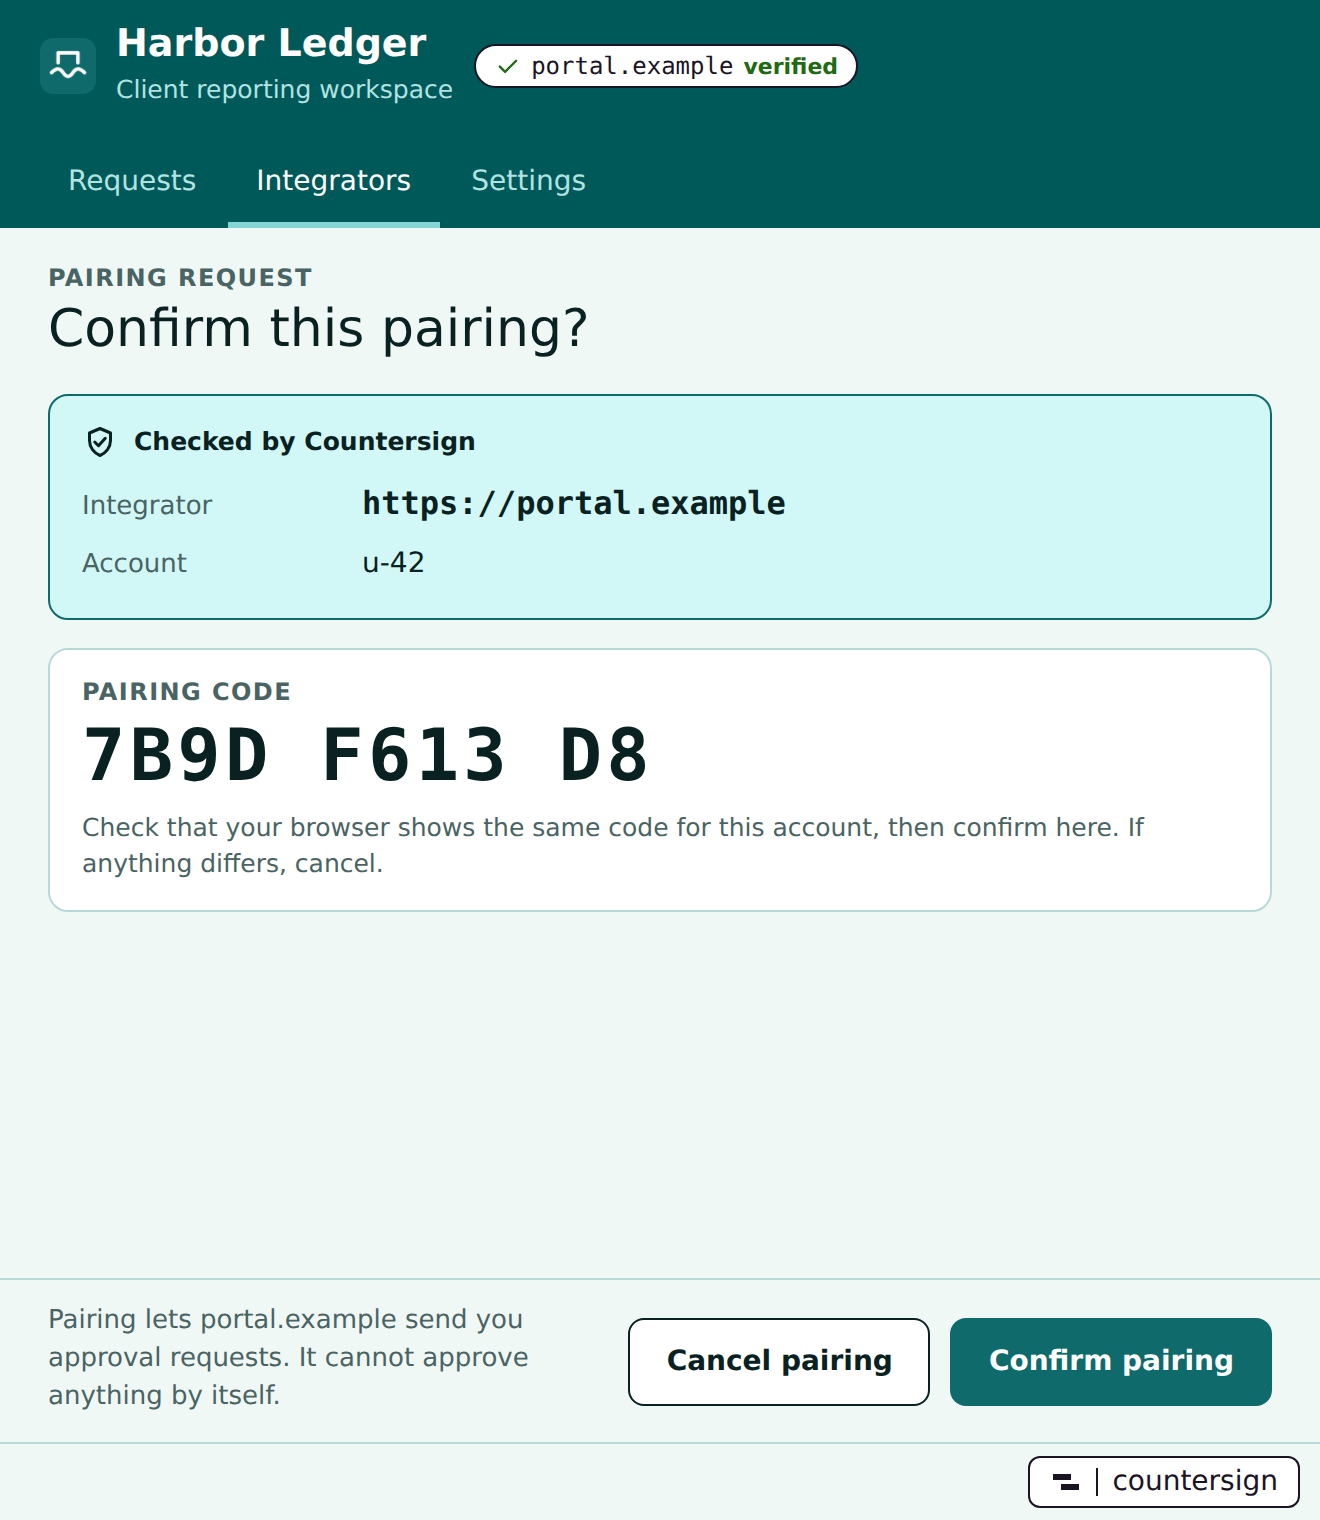 Harbor Ledger
Client reporting workspace
portal.example verified
Requests Integrators Settings
PAIRING REQUEST
Confirm this pairing?
Checked by Countersign
Integrator https://portal.example
Account u-42
PAIRING CODE
7B9D F613 D8
Check that your browser shows the same code for this account, then confirm here. If
anything differs, cancel.
Pairing lets portal.example send you
approval requests. It cannot approve
anything by itself.
Cancel pairing Confirm pairing
countersign